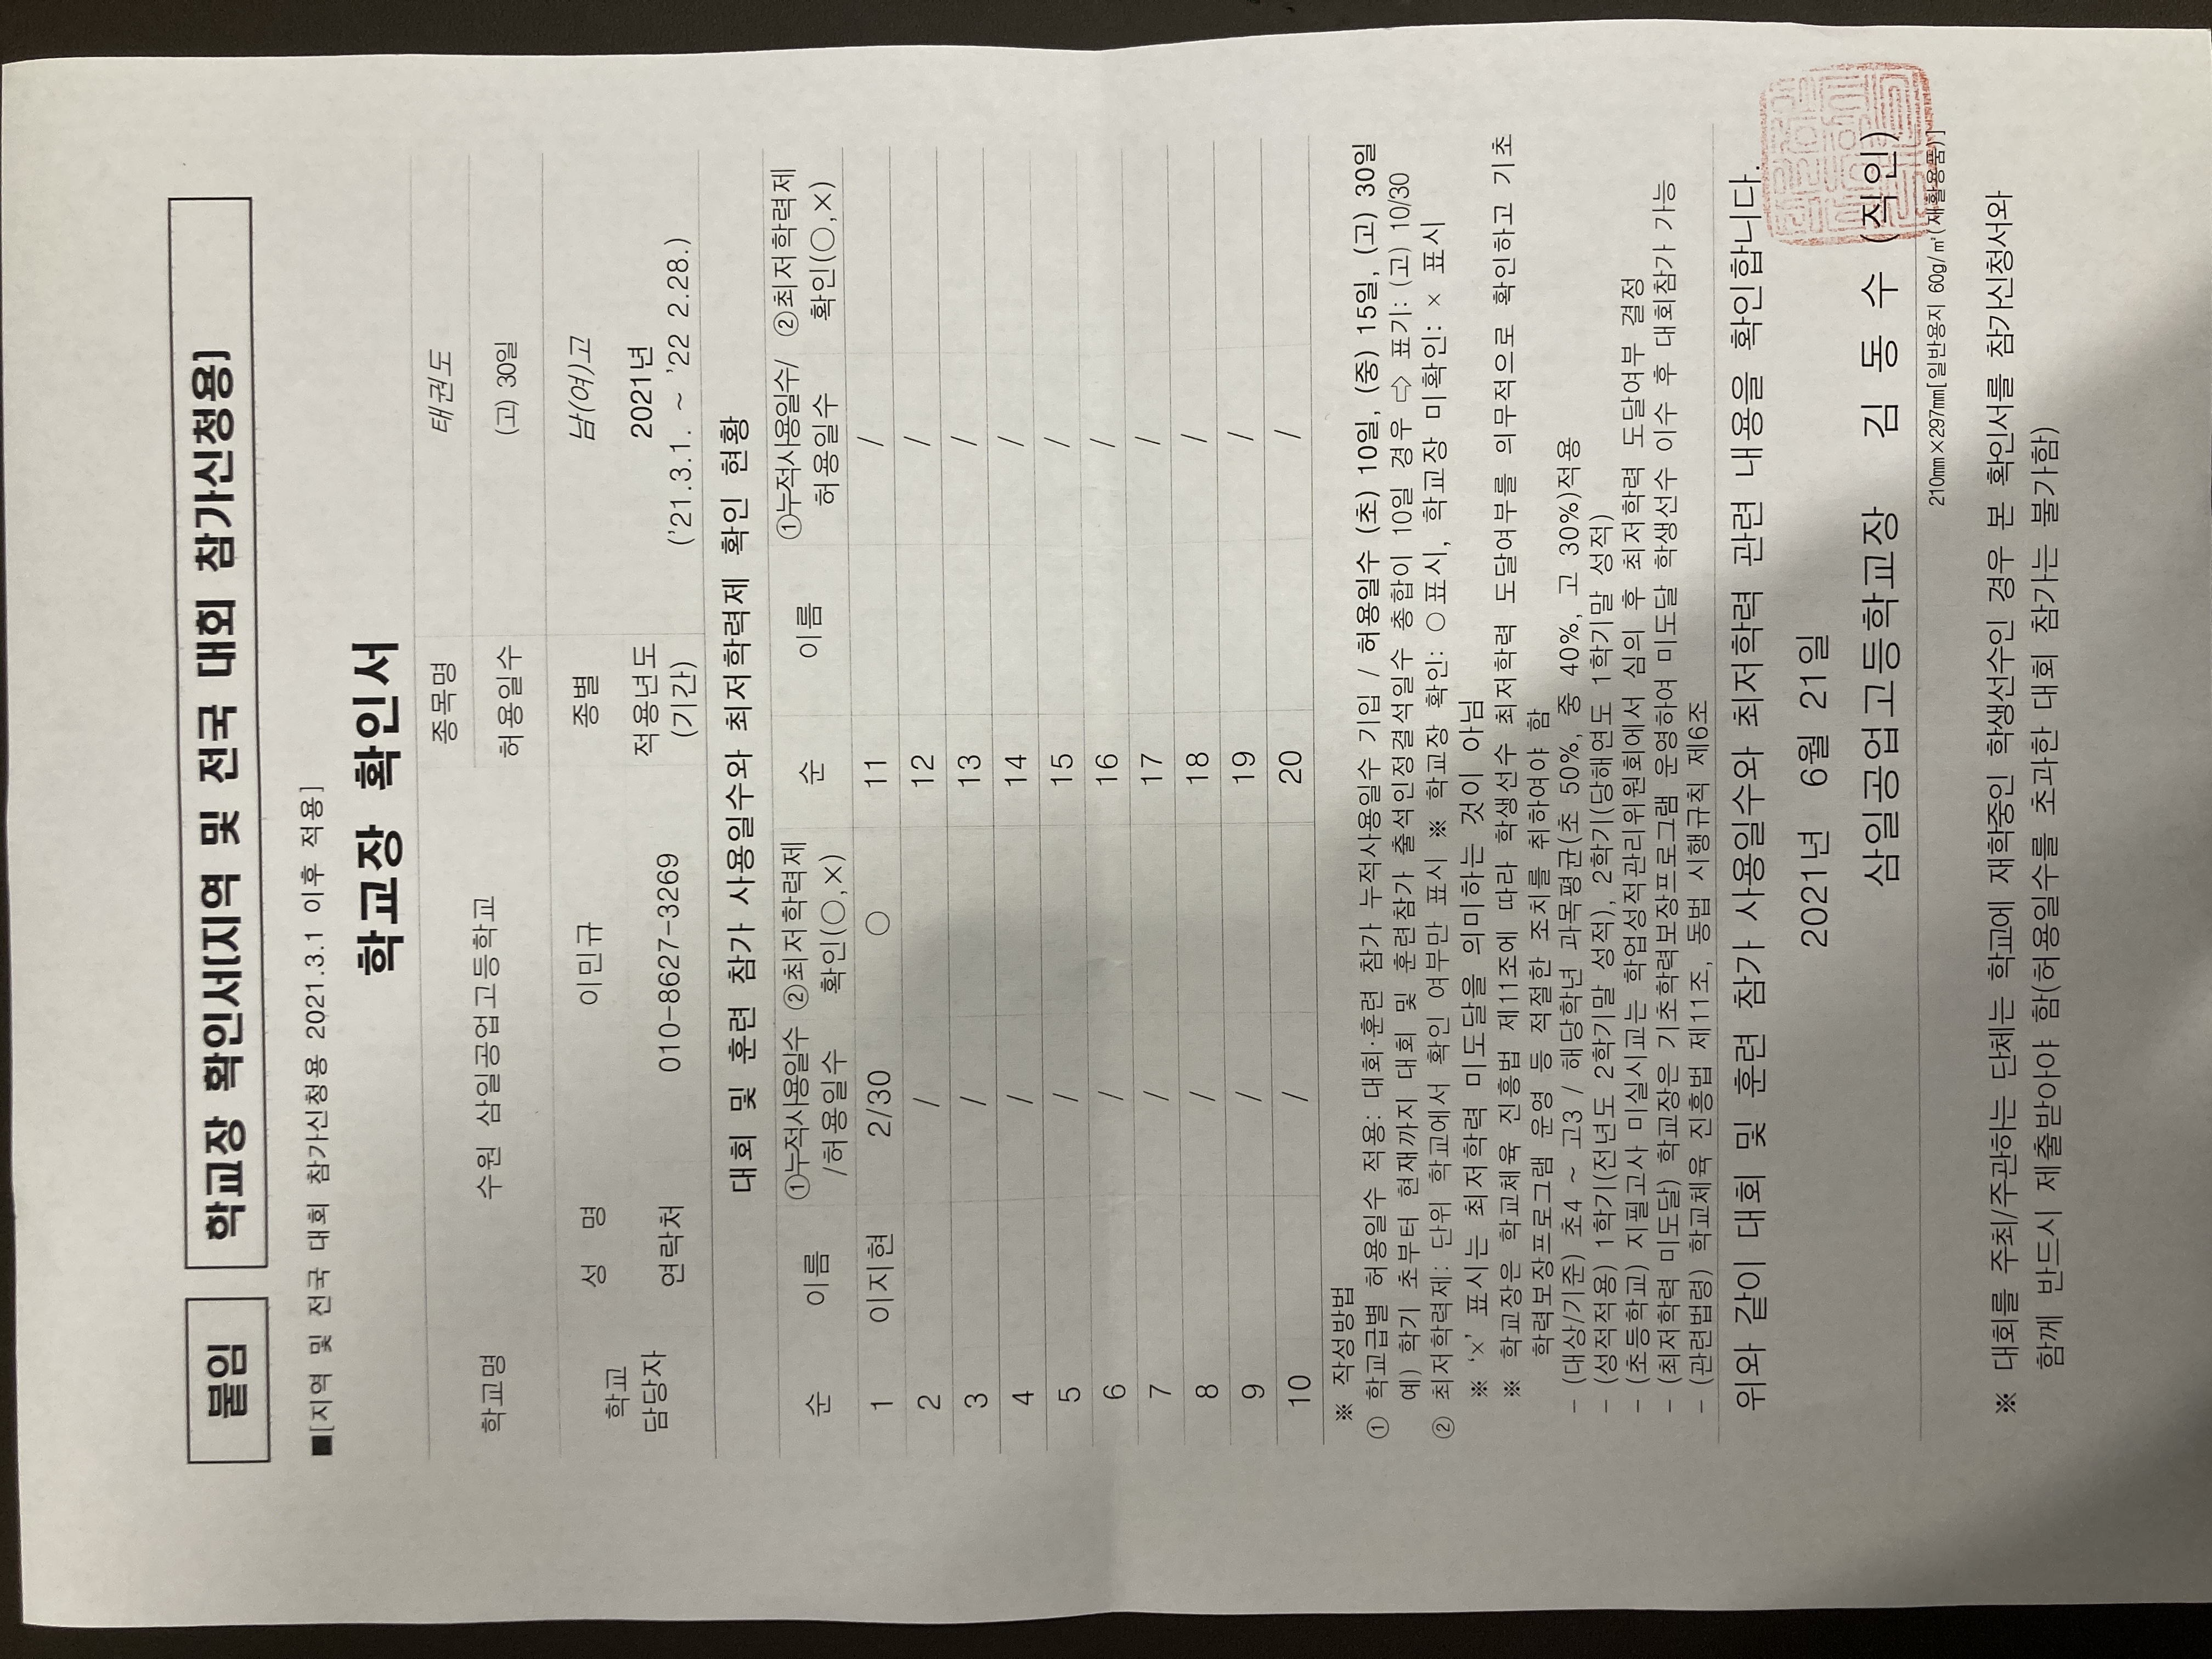 붙임 학교장 확인서[지역 및 전국 대회 참가신청용]
■[지역 및 전국 대회 참가신청용 2021.3.1 이후 적용]
학교장 확인서
학교명 수원 삼일공업고등학교 종목명 태권도
허용일수 (고) 30일
학교 담당자 성 명 이민규 종별 남(여)고
연락처 010-8627-3269 적용년도 (기간) 2021년 ('21.3.1. ~ '22 2.28.)
대회 및 훈련 참가 사용일수와 최저학력제 확인 현황
순 이름 ①누적사용일수 /허용일수 ②최저학력제 확인(○,×) 순 이름 ①누적사용일수/ 허용일수 ②최저학력제 확인(○,×)
1 이지현 2/30 ○ 11 /
2 / 12 /
3 / 13 /
4 / 14 /
5 / 15 /
6 / 16 /
7 / 17 /
8 / 18 /
9 / 19 /
10 / 20 /
※ 작성방법
① 학교급별 허용일수 적용: 대회·훈련 참가 누적사용일수 기입 / 허용일수 (초) 10일, (중) 15일, (고) 30일
예) 학기 초부터 현재까지 대회 및 훈련참가 출석인정결석일수 총합이 10일 경우 ⇨ 표기: (고) 10/30
② 최저학력제: 단위 학교에서 확인 여부만 표시 ※ 학교장 확인: ○표시, 학교장 미확인: × 표시
※ '×' 표시는 최저학력 미도달을 의미하는 것이 아님
※ 학교장은 학교체육 진흥법 제11조에 따라 학생선수 최저학력 도달여부를 의무적으로 확인하고 기초
학력보장프로그램 운영 등 적절한 조치를 취하여야 함
- (대상/기준) 초4 ~ 고3 / 해당학년 과목평균(초 50%, 중 40%, 고 30%)적용
- (성적적용) 1학기(전년도 2학기말 성적), 2학기(당해연도 1학기말 성적)
- (초등학교) 지필고사 미실시교는 학업성적관리위원회에서 심의 후 최저학력 도달여부 결정
- (최저학력 미도달) 학교장은 기초학력보장프로그램 운영하여 미도달 학생선수 이수 후 대회참가 가능
- (관련법령) 학교체육 진흥법 제11조, 동법 시행규칙 제6조
위와 같이 대회 및 훈련 참가 사용일수와 최저학력 관련 내용을 확인합니다.
2021년 6월 21일
삼일공업고등학교장 김 동 수 (직인)
210㎜×297㎜[일반용지 60g/㎡(재활용품)]
※ 대회를 주최/주관하는 단체는 학교에 재학중인 학생선수인 경우 본 확인서를 참가신청서와
함께 반드시 제출받아야 함(허용일수를 초과한 대회 참가는 불가함)